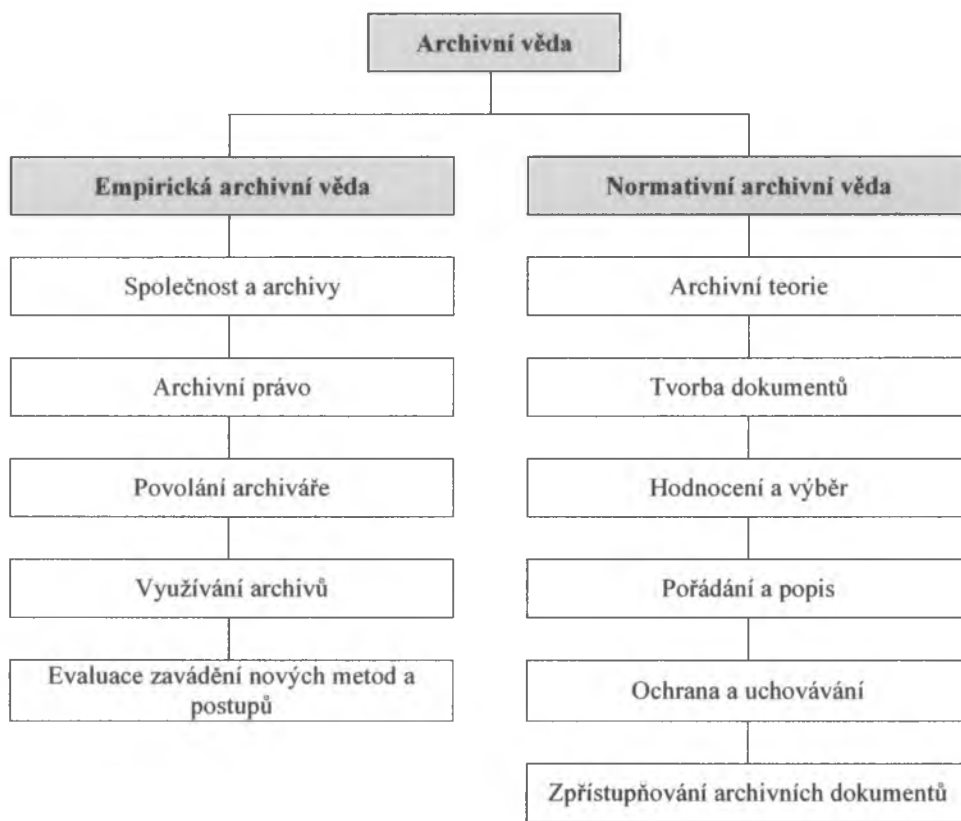 Archivní věda
Empirická archivní věda
Společnost a archivy
Archivní právo
Povolání archiváře
Využívání archivů
Evaluace zavádění nových metod a
postupů
Normativní archivní věda
Archivní teorie
Tvorba dokumentů
Hodnocení a výběr
Pořádání a popis
Ochrana a uchovávání
Zpřístupňování archivních dokumentů